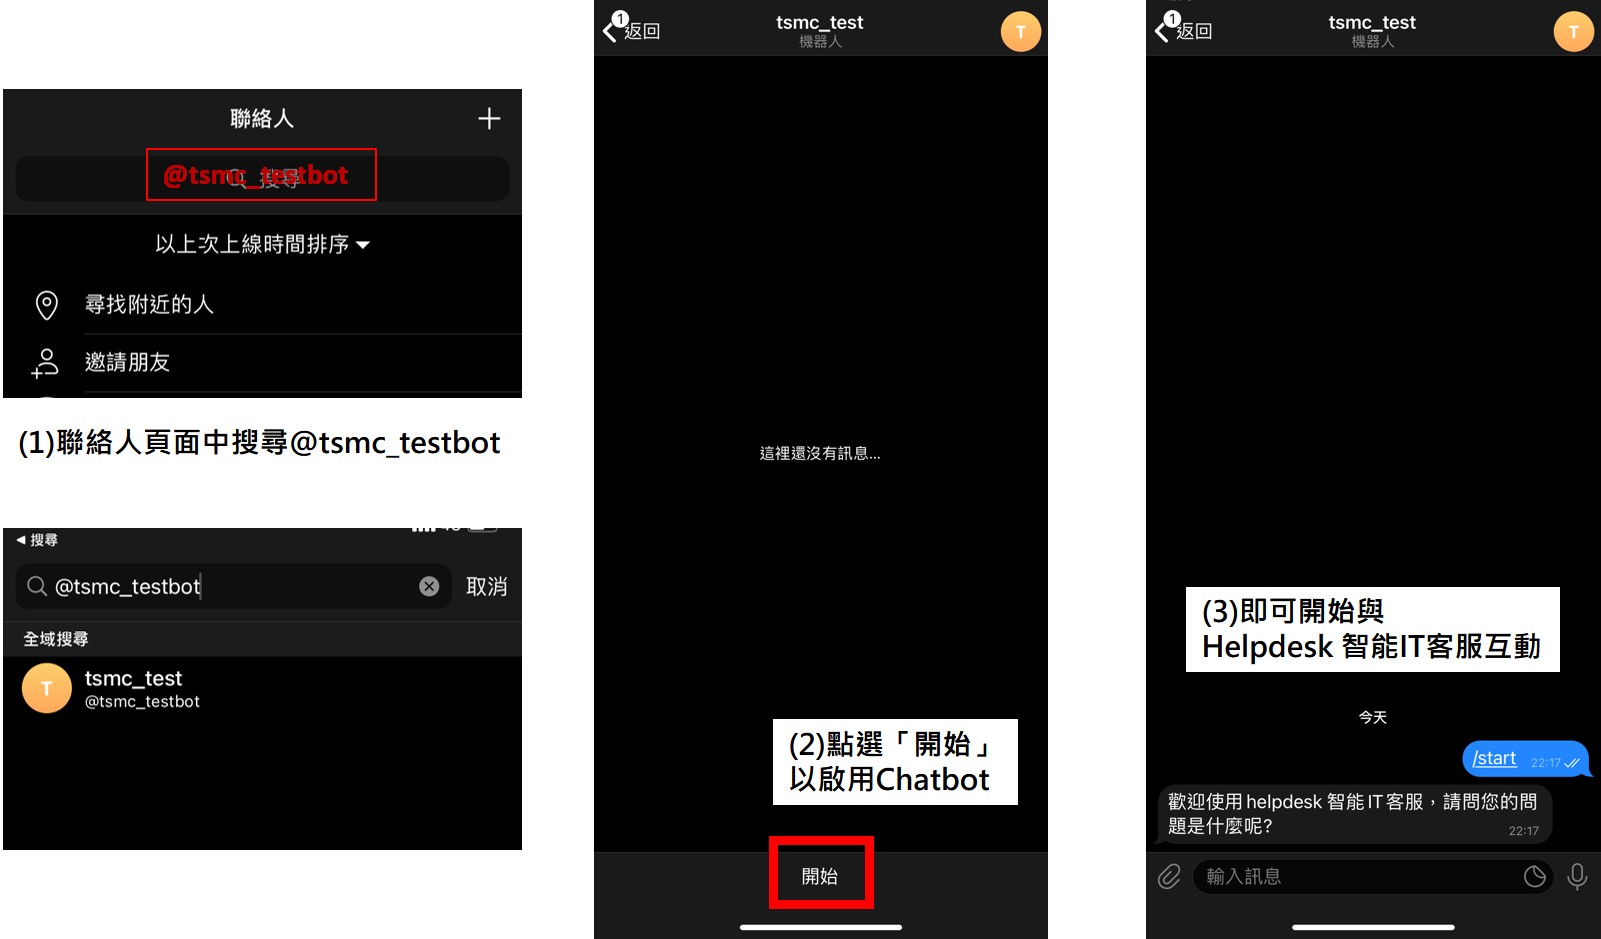 聯絡人
@tsmc_testbot
搜尋
以上次上線時間排序
尋找附近的人
邀請朋友
(1)聯絡人頁面中搜尋@tsmc_testbot
搜尋
@tsmc_testbot
取消
全域搜尋
T
tsmc_test
@tsmc_testbot
1
返回
tsmc_test
機器人
T
這裡還沒有訊息...
(2)點選「開始」
以啟用Chatbot
開始
1
返回
tsmc_test
機器人
T
(3)即可開始與
Helpdesk 智能IT客服互動
今天
/start 22:17
歡迎使用 helpdesk 智能 IT 客服，請問您的問
題是什麼呢?
22:17
輸入訊息